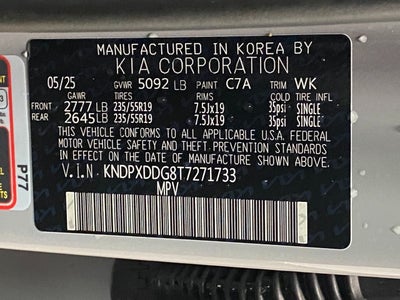 MANUFACTURED IN KOREA BY
KIA CORPORATION
05/25 GVWR 5092 LB PAINT C7A TRIM WK
GAWR TIRES RIMS COLD TIRE INF.
FRONT 2777 LB 235/55R19 7.5Jx19 35psi SINGLE
REAR 2645 LB 235/55R19 7.5Jx19 35psi SINGLE
THIS VEHICLE CONFORMS TO ALL APPLICABLE U.S.A. FEDERAL
MOTOR VEHICLE SAFETY AND THEFT PREVENTION STANDARDS
IN EFFECT ON THE DATE OF MANUFACTURE SHOWN ABOVE.
V.I.N KNDPXDDG8T7271733
MPV
P77